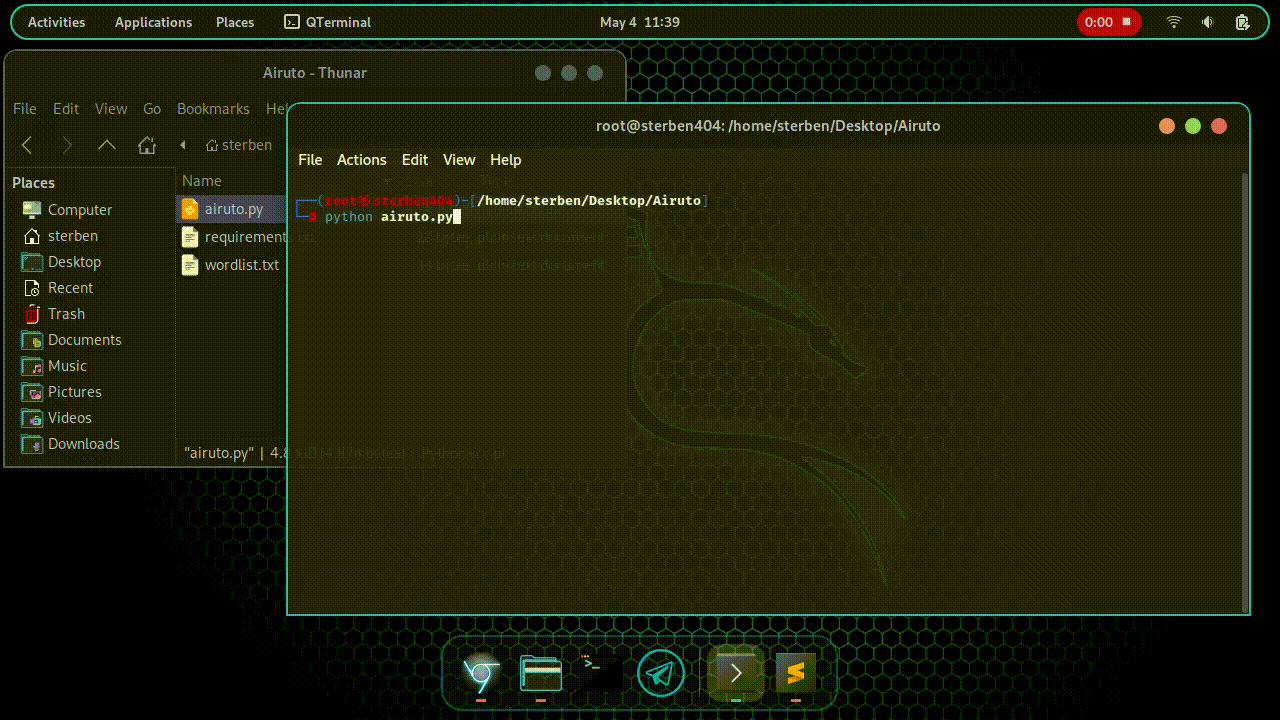 Activities Applications Places QTerminal May 4 11:39 0:00
Airuto - Thunar
File Edit View Go Bookmarks Hel
sterben
Places
Computer
sterben
Desktop
Recent
Trash
Documents
Music
Pictures
Videos
Downloads
Name
airuto.py
requirements.txt
wordlist.txt
"airuto.py" | 4.8
root@sterben404: /home/sterben/Desktop/Airuto
File Actions Edit View Help
┌──(root㉿sterben404)-[/home/sterben/Desktop/Airuto]
└─# python airuto.py